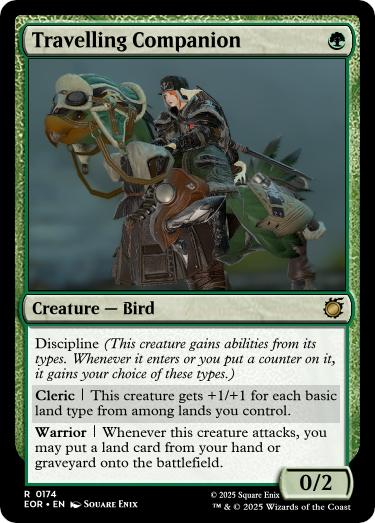 Travelling Companion
Creature — Bird
Discipline (This creature gains abilities from its
types. Whenever it enters or you put a counter on it,
it gains your choice of these types.)
Cleric | This creature gets +1/+1 for each basic
land type from among lands you control.
Warrior | Whenever this creature attacks, you
may put a land card from your hand or
graveyard onto the battlefield.
0/2
R 0174
EOR • EN SQUARE ENIX
© 2025 Square Enix
™ & © 2025 Wizards of the Coast